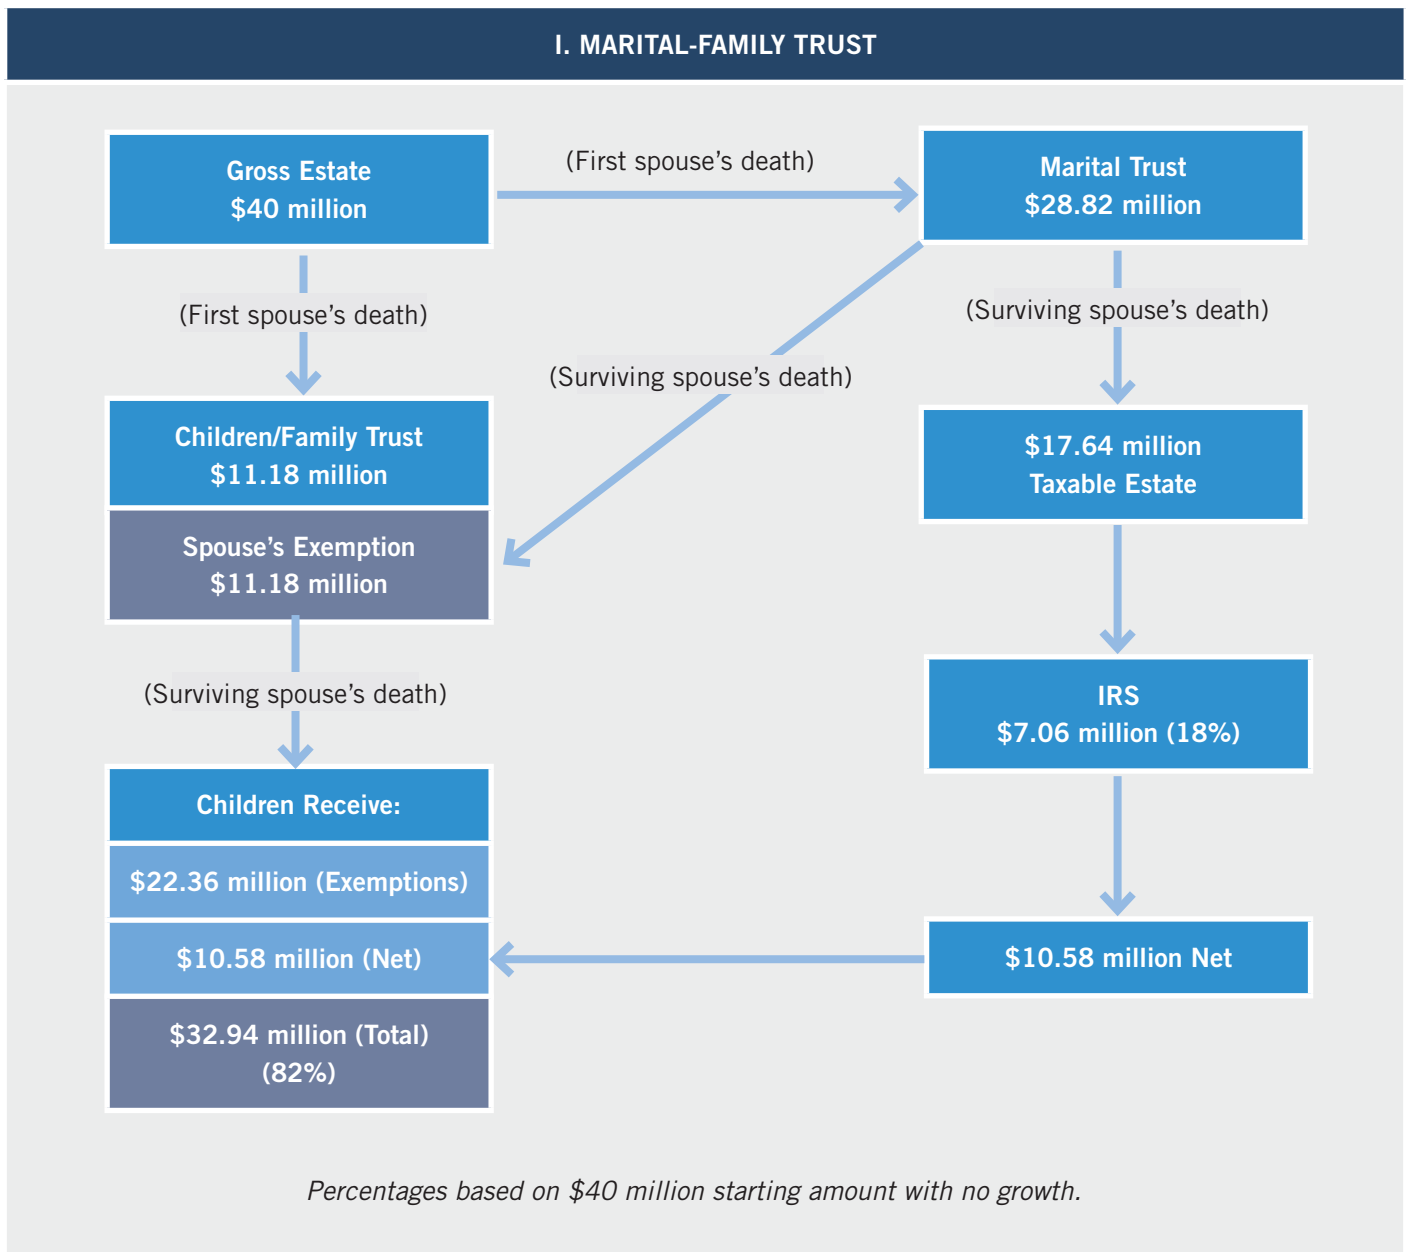 I. MARITAL-FAMILY TRUST
Gross Estate
$40 million
(First spouse’s death)
Marital Trust
$28.82 million
(First spouse’s death)
(Surviving spouse’s death)
(Surviving spouse’s death)
Children/Family Trust
$11.18 million
Spouse’s Exemption
$11.18 million
$17.64 million
Taxable Estate
(Surviving spouse’s death)
IRS
$7.06 million (18%)
Children Receive:
$22.36 million (Exemptions)
$10.58 million (Net)
$32.94 million (Total)
(82%)
$10.58 million Net
Percentages based on $40 million starting amount with no growth.